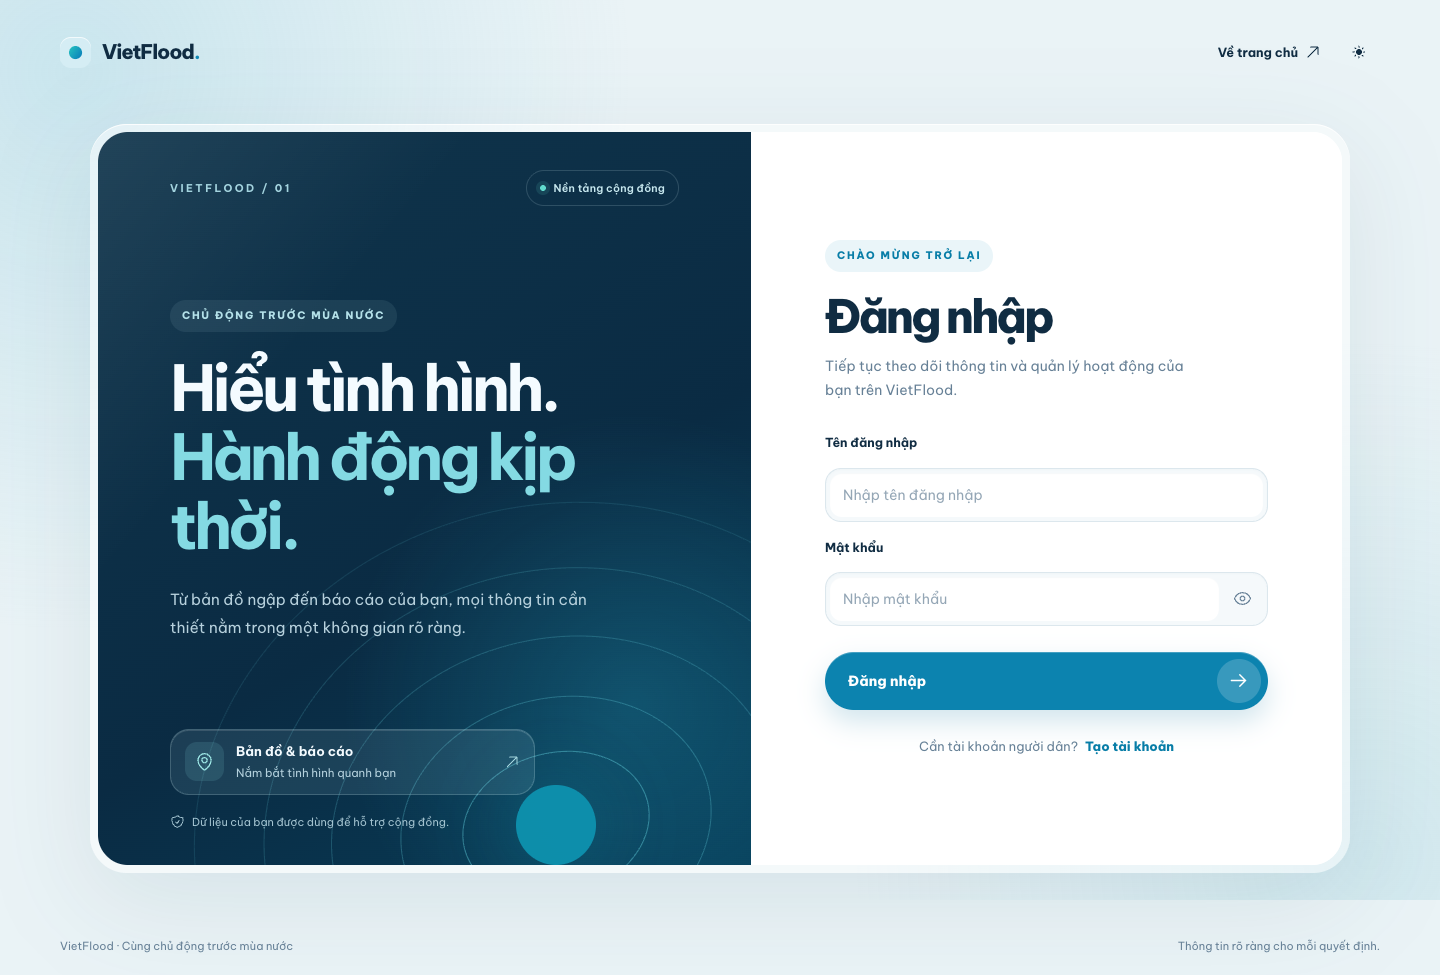 VietFlood.
Về trang chủ
VIETFLOOD / 01
Nền tảng cộng đồng
CHỦ ĐỘNG TRƯỚC MÙA NƯỚC
Hiểu tình hình.
Hành động kịp
thời.
Từ bản đồ ngập đến báo cáo của bạn, mọi thông tin cần
thiết nằm trong một không gian rõ ràng.
Bản đồ & báo cáo
Nắm bắt tình hình quanh bạn
Dữ liệu của bạn được dùng để hỗ trợ cộng đồng.
CHÀO MỪNG TRỞ LẠI
Đăng nhập
Tiếp tục theo dõi thông tin và quản lý hoạt động của
bạn trên VietFlood.
Tên đăng nhập
Nhập tên đăng nhập
Mật khẩu
Nhập mật khẩu
Đăng nhập
Cần tài khoản người dân? Tạo tài khoản
VietFlood · Cùng chủ động trước mùa nước
Thông tin rõ ràng cho mỗi quyết định.